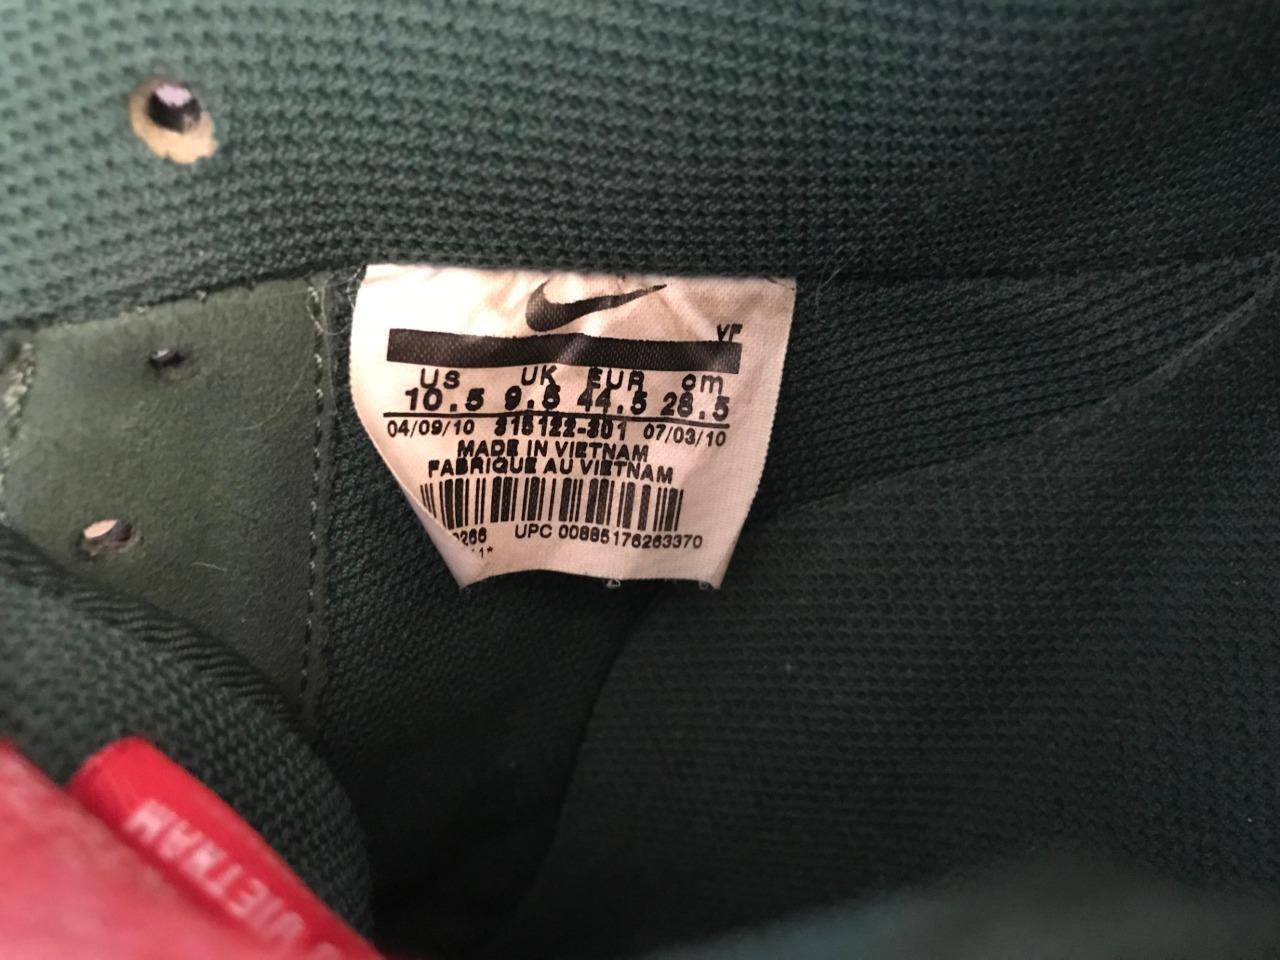 YF
US UK EUR cm
10.5 9.5 44.5 28.5
04/09/10 315122-301 07/03/10
MADE IN VIETNAM
FABRIQUE AU VIETNAM
UPC 00885176263370
VIETNAM